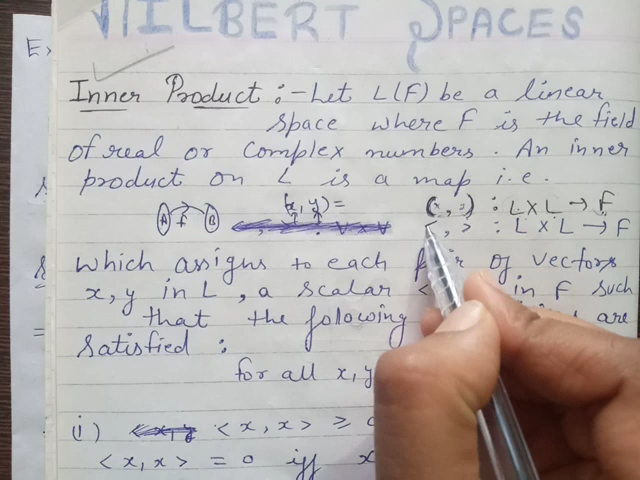 HILBERT SPACES
Inner Product :- Let L(F) be a linear
space where F is the field
of real or complex numbers. An inner
product on L is a map i.e.
(x, y) = ( , ) : L X L → F
A F B , > : L X L → F
which assigns to each of vectors
x, y in L, a scalar < in F such
that the folowing are
satisfied :
for all x, y
(i) < x, x > ≥
< x, x > = 0 iff x